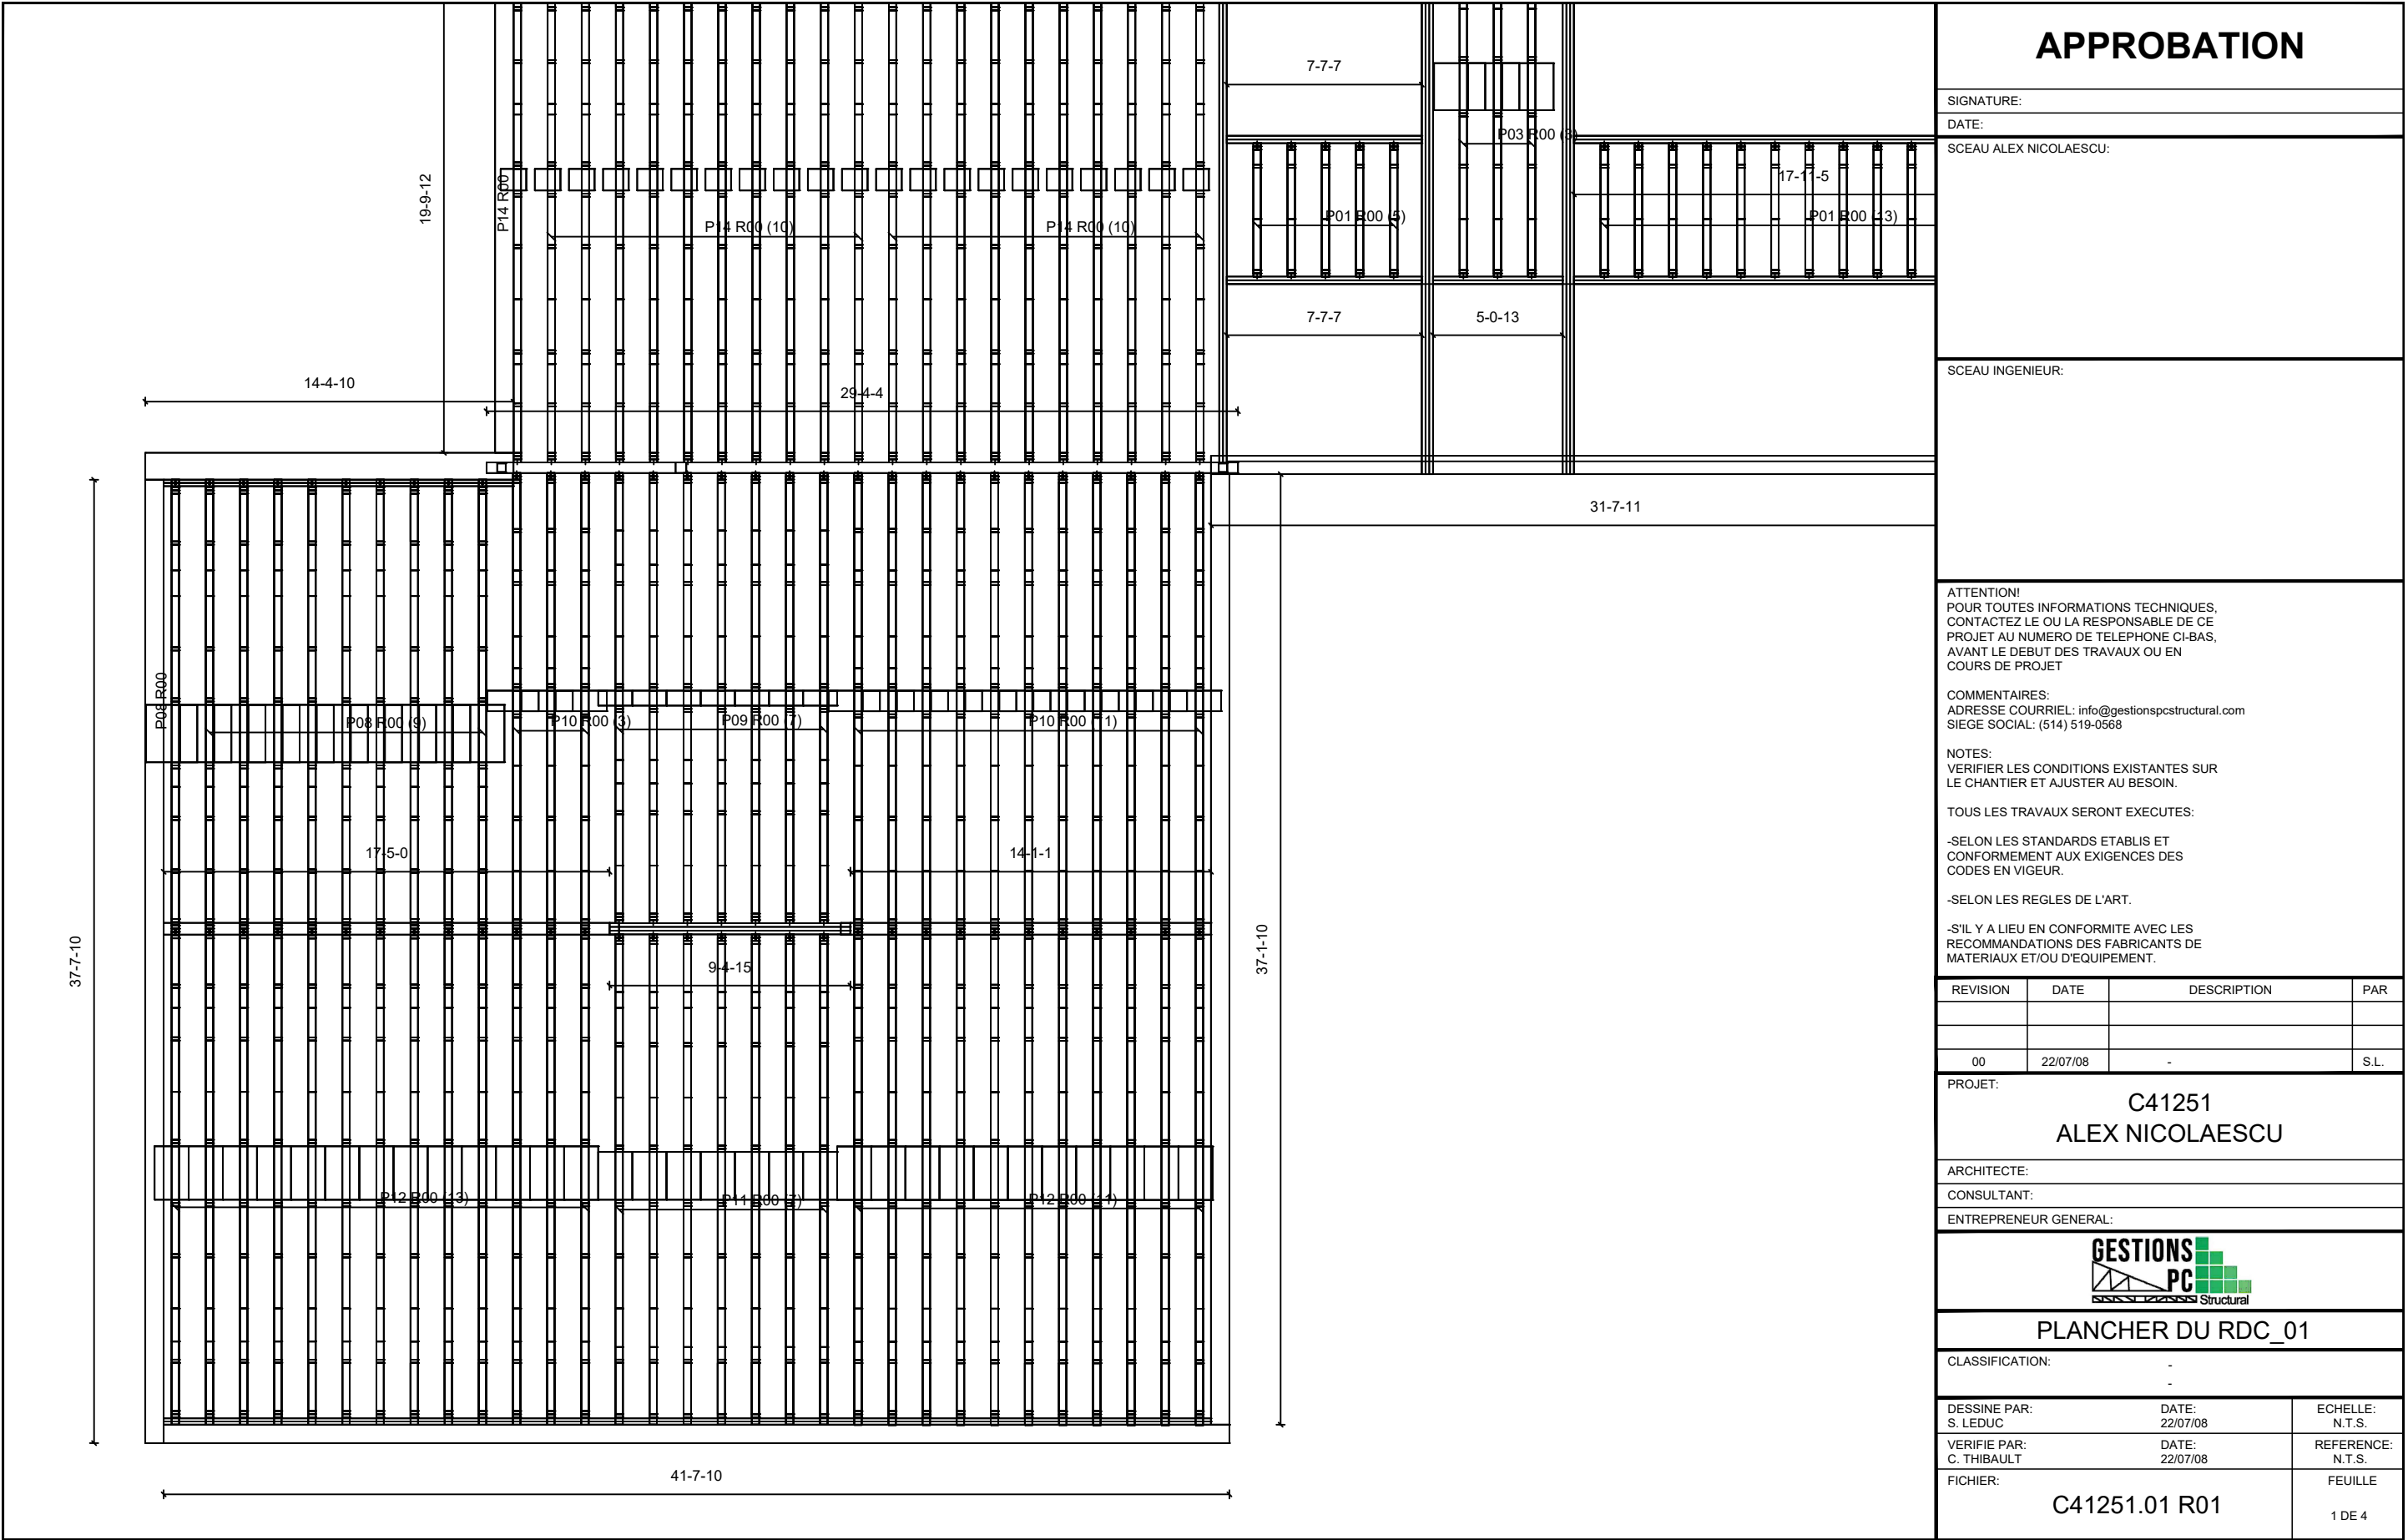 7-7-7
P03 R00 (3)
19-9-12
P14 R00
17-11-5
P14 R00 (10)
P14 R00 (10)
P01 R00 (5)
P01 R00 (13)
7-7-7
5-0-13
14-4-10
29-4-4
31-7-11
P08 R00
P08 R00 (9)
P10 R00 (3)
P09 R00 (7)
P10 R00 (11)
17-5-0
14-1-1
37-7-10
37-1-10
9-4-15
P12 R00 (13)
P11 R00 (7)
P12 R00 (11)
41-7-10
APPROBATION
SIGNATURE:
DATE:
SCEAU ALEX NICOLAESCU:
SCEAU INGENIEUR:
ATTENTION!
POUR TOUTES INFORMATIONS TECHNIQUES,
CONTACTEZ LE OU LA RESPONSABLE DE CE
PROJET AU NUMERO DE TELEPHONE CI-BAS,
AVANT LE DEBUT DES TRAVAUX OU EN
COURS DE PROJET
COMMENTAIRES:
ADRESSE COURRIEL: info@gestionspcstructural.com
SIEGE SOCIAL: (514) 519-0568
NOTES:
VERIFIER LES CONDITIONS EXISTANTES SUR
LE CHANTIER ET AJUSTER AU BESOIN.
TOUS LES TRAVAUX SERONT EXECUTES:
-SELON LES STANDARDS ETABLIS ET
CONFORMEMENT AUX EXIGENCES DES
CODES EN VIGEUR.
-SELON LES REGLES DE L'ART.
-S'IL Y A LIEU EN CONFORMITE AVEC LES
RECOMMANDATIONS DES FABRICANTS DE
MATERIAUX ET/OU D'EQUIPEMENT.
REVISION DATE DESCRIPTION PAR
00 22/07/08 - S.L.
PROJET:
C41251
ALEX NICOLAESCU
ARCHITECTE:
CONSULTANT:
ENTREPRENEUR GENERAL:
GESTIONS
PC
Structural
PLANCHER DU RDC_01
CLASSIFICATION: -
-
DESSINE PAR: DATE: ECHELLE:
S. LEDUC 22/07/08 N.T.S.
VERIFIE PAR: DATE: REFERENCE:
C. THIBAULT 22/07/08 N.T.S.
FICHIER: FEUILLE
C41251.01 R01 1 DE 4